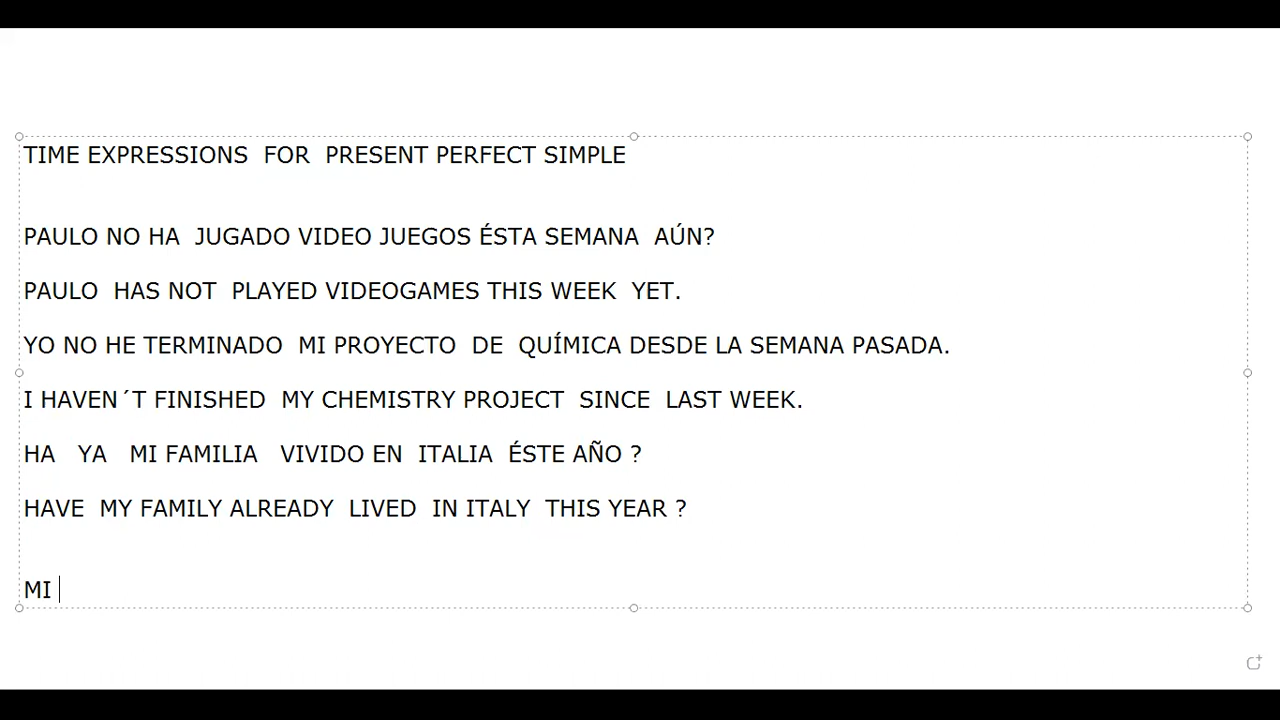 TIME EXPRESSIONS FOR PRESENT PERFECT SIMPLE
PAULO NO HA JUGADO VIDEO JUEGOS ÉSTA SEMANA AÚN?
PAULO HAS NOT PLAYED VIDEOGAMES THIS WEEK YET.
YO NO HE TERMINADO MI PROYECTO DE QUÍMICA DESDE LA SEMANA PASADA.
I HAVEN´T FINISHED MY CHEMISTRY PROJECT SINCE LAST WEEK.
HA YA MI FAMILIA VIVIDO EN ITALIA ÉSTE AÑO ?
HAVE MY FAMILY ALREADY LIVED IN ITALY THIS YEAR ?
MI